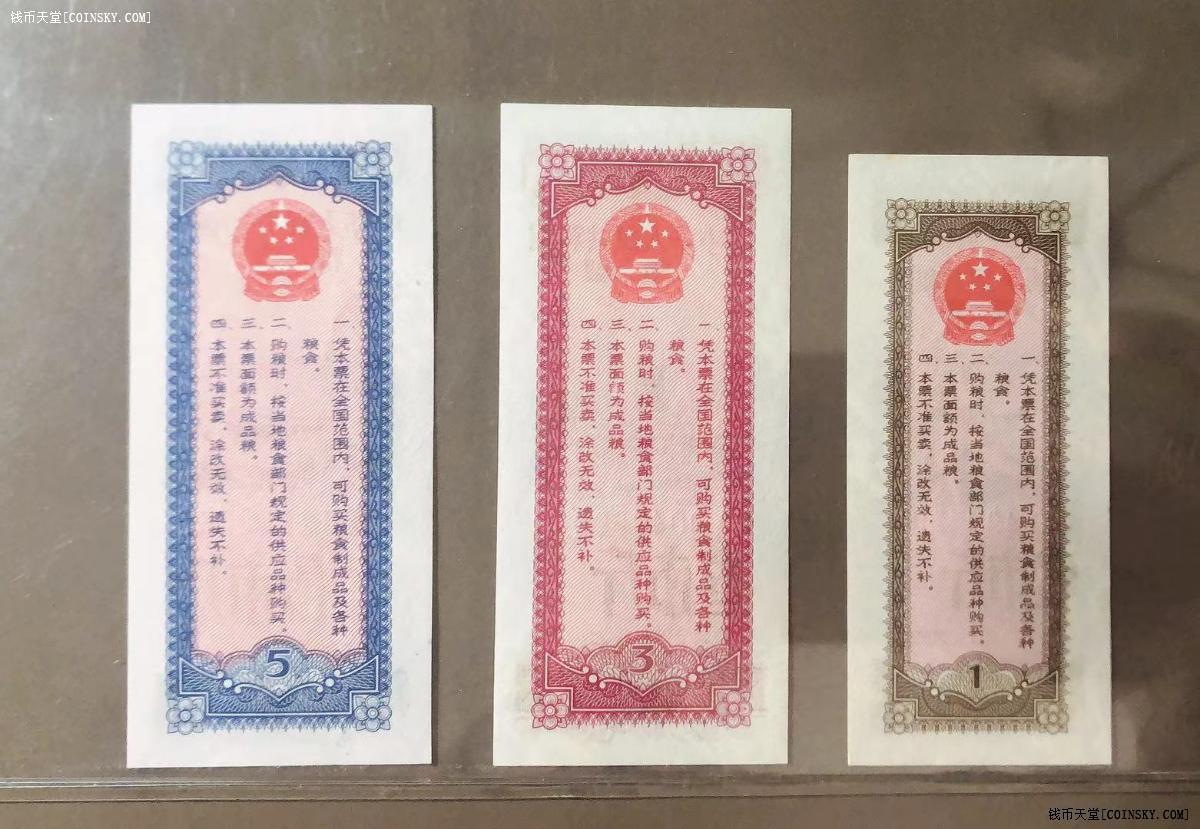 钱币天堂[COINSKY.COM]
一、凭本票在全国范围内，可购买粮食制成品及各种
粮食。
二、购粮时，按当地粮食部门规定的供应品种购买。
三、本票面额为成品粮。
四、本票不准买卖，涂改无效，遗失不补。
5
一、凭本票在全国范围内，可购买粮食制成品及各种
粮食。
二、购粮时，按当地粮食部门规定的供应品种购买。
三、本票面额为成品粮。
四、本票不准买卖，涂改无效，遗失不补。
3
一、凭本票在全国范围内，可购买粮食制成品及各种
粮食。
二、购粮时，按当地粮食部门规定的供应品种购买。
三、本票面额为成品粮。
四、本票不准买卖，涂改无效，遗失不补。
1
钱币天堂[COINSKY.COM]